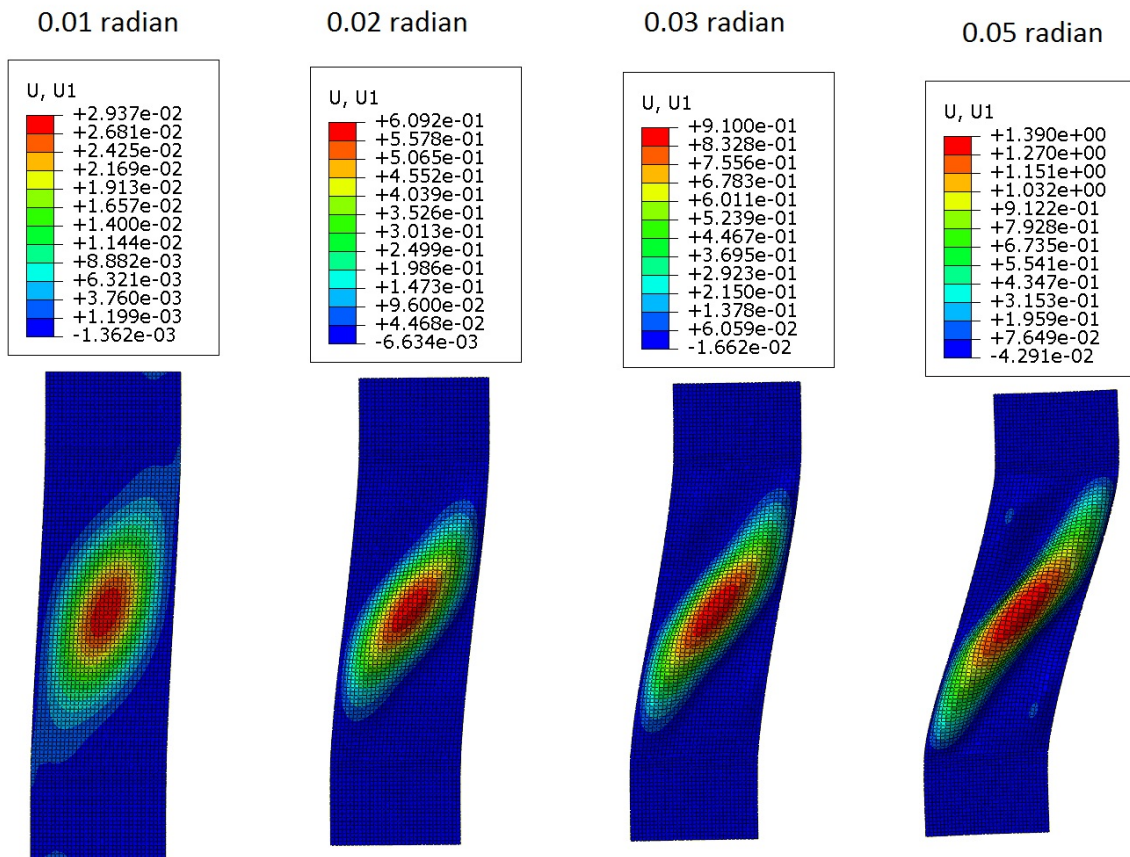 0.01 radian
U, U1
+2.937e-02
+2.681e-02
+2.425e-02
+2.169e-02
+1.913e-02
+1.657e-02
+1.400e-02
+1.144e-02
+8.882e-03
+6.321e-03
+3.760e-03
+1.199e-03
-1.362e-03
0.02 radian
U, U1
+6.092e-01
+5.578e-01
+5.065e-01
+4.552e-01
+4.039e-01
+3.526e-01
+3.013e-01
+2.499e-01
+1.986e-01
+1.473e-01
+9.600e-02
+4.468e-02
-6.634e-03
0.03 radian
U, U1
+9.100e-01
+8.328e-01
+7.556e-01
+6.783e-01
+6.011e-01
+5.239e-01
+4.467e-01
+3.695e-01
+2.923e-01
+2.150e-01
+1.378e-01
+6.059e-02
-1.662e-02
0.05 radian
U, U1
+1.390e+00
+1.270e+00
+1.151e+00
+1.032e+00
+9.122e-01
+7.928e-01
+6.735e-01
+5.541e-01
+4.347e-01
+3.153e-01
+1.959e-01
+7.649e-02
-4.291e-02